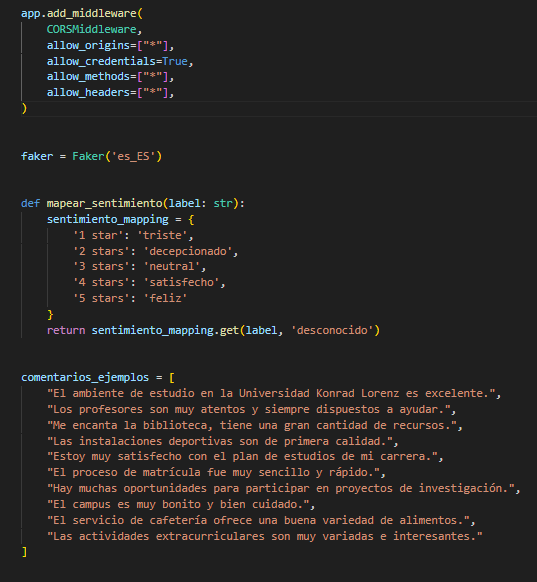 app.add_middleware(
    CORSMiddleware,
    allow_origins=["*"],
    allow_credentials=True,
    allow_methods=["*"],
    allow_headers=["*"],
)
faker = Faker('es_ES')
def mapear_sentimiento(label: str):
    sentimiento_mapping = {
        '1 star': 'triste',
        '2 stars': 'decepcionado',
        '3 stars': 'neutral',
        '4 stars': 'satisfecho',
        '5 stars': 'feliz'
    }
    return sentimiento_mapping.get(label, 'desconocido')
comentarios_ejemplos = [
    "El ambiente de estudio en la Universidad Konrad Lorenz es excelente.",
    "Los profesores son muy atentos y siempre dispuestos a ayudar.",
    "Me encanta la biblioteca, tiene una gran cantidad de recursos.",
    "Las instalaciones deportivas son de primera calidad.",
    "Estoy muy satisfecho con el plan de estudios de mi carrera.",
    "El proceso de matrícula fue muy sencillo y rápido.",
    "Hay muchas oportunidades para participar en proyectos de investigación.",
    "El campus es muy bonito y bien cuidado.",
    "El servicio de cafetería ofrece una buena variedad de alimentos.",
    "Las actividades extracurriculares son muy variadas e interesantes."
]